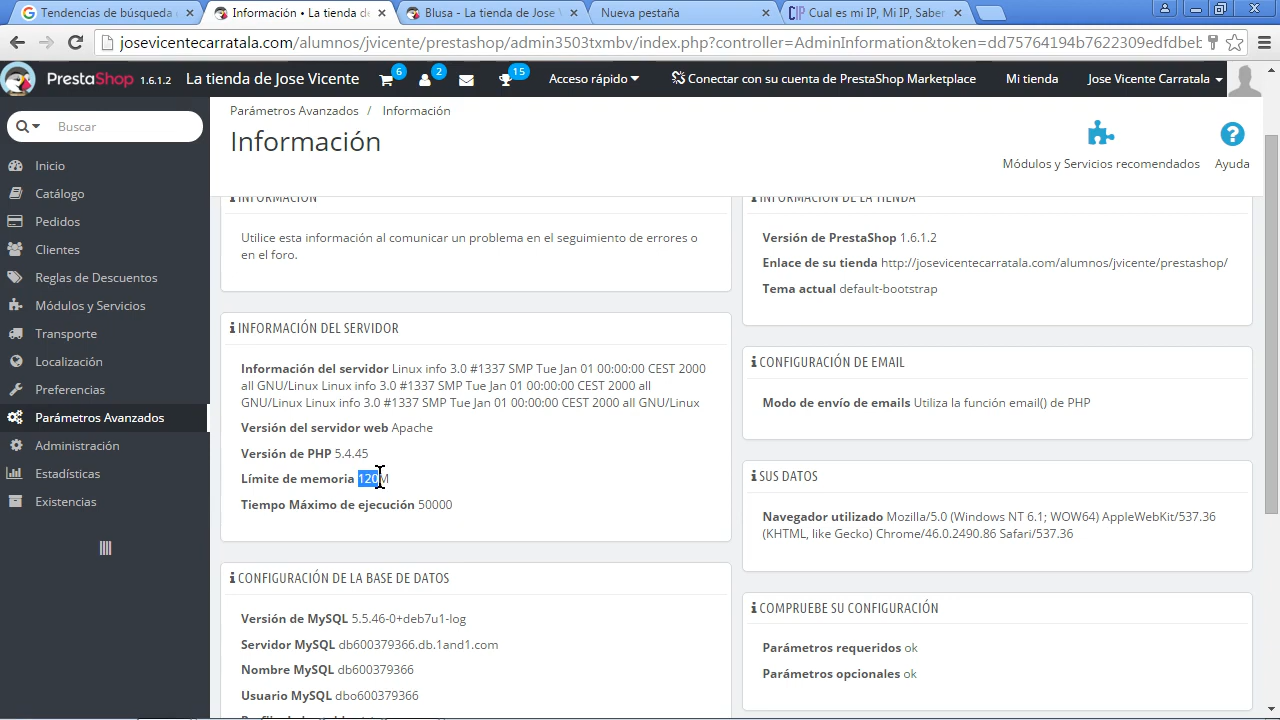 Tendencias de búsqueda
Información • La tienda de
Blusa - La tienda de Jose
Nueva pestaña
Cual es mi IP, Mi IP, Saber
josevicentecarratala.com/alumnos/jvicente/prestashop/admin3503txmbv/index.php?controller=AdminInformation&token=dd75764194b7622309edfdbeb
PRESTASHOP 1.6.1.2
La tienda de Jose Vicente
6
2
15
Acceso rápido
Conectar con su cuenta de PrestaShop Marketplace
Mi tienda
Jose Vicente Carratala
Buscar
Inicio
Catálogo
Pedidos
Clientes
Reglas de Descuentos
Módulos y Servicios
Transporte
Localización
Preferencias
Parámetros Avanzados
Administración
Estadísticas
Existencias
Parámetros Avanzados / Información
Información
Módulos y Servicios recomendados
Ayuda
INFORMACIÓN
Utilice esta información al comunicar un problema en el seguimiento de errores o
en el foro.
INFORMACIÓN DEL SERVIDOR
Información del servidor Linux info 3.0 #1337 SMP Tue Jan 01 00:00:00 CEST 2000
all GNU/Linux Linux info 3.0 #1337 SMP Tue Jan 01 00:00:00 CEST 2000 all
GNU/Linux Linux info 3.0 #1337 SMP Tue Jan 01 00:00:00 CEST 2000 all GNU/Linux
Versión del servidor web Apache
Versión de PHP 5.4.45
Límite de memoria 120M
Tiempo Máximo de ejecución 50000
CONFIGURACIÓN DE LA BASE DE DATOS
Versión de MySQL 5.5.46-0+deb7u1-log
Servidor MySQL db600379366.db.1and1.com
Nombre MySQL db600379366
Usuario MySQL dbo600379366
INFORMACIÓN DE LA TIENDA
Versión de PrestaShop 1.6.1.2
Enlace de su tienda http://josevicentecarratala.com/alumnos/jvicente/prestashop/
Tema actual default-bootstrap
CONFIGURACIÓN DE EMAIL
Modo de envío de emails Utiliza la función email() de PHP
SUS DATOS
Navegador utilizado Mozilla/5.0 (Windows NT 6.1; WOW64) AppleWebKit/537.36
(KHTML, like Gecko) Chrome/46.0.2490.86 Safari/537.36
COMPRUEBE SU CONFIGURACIÓN
Parámetros requeridos ok
Parámetros opcionales ok